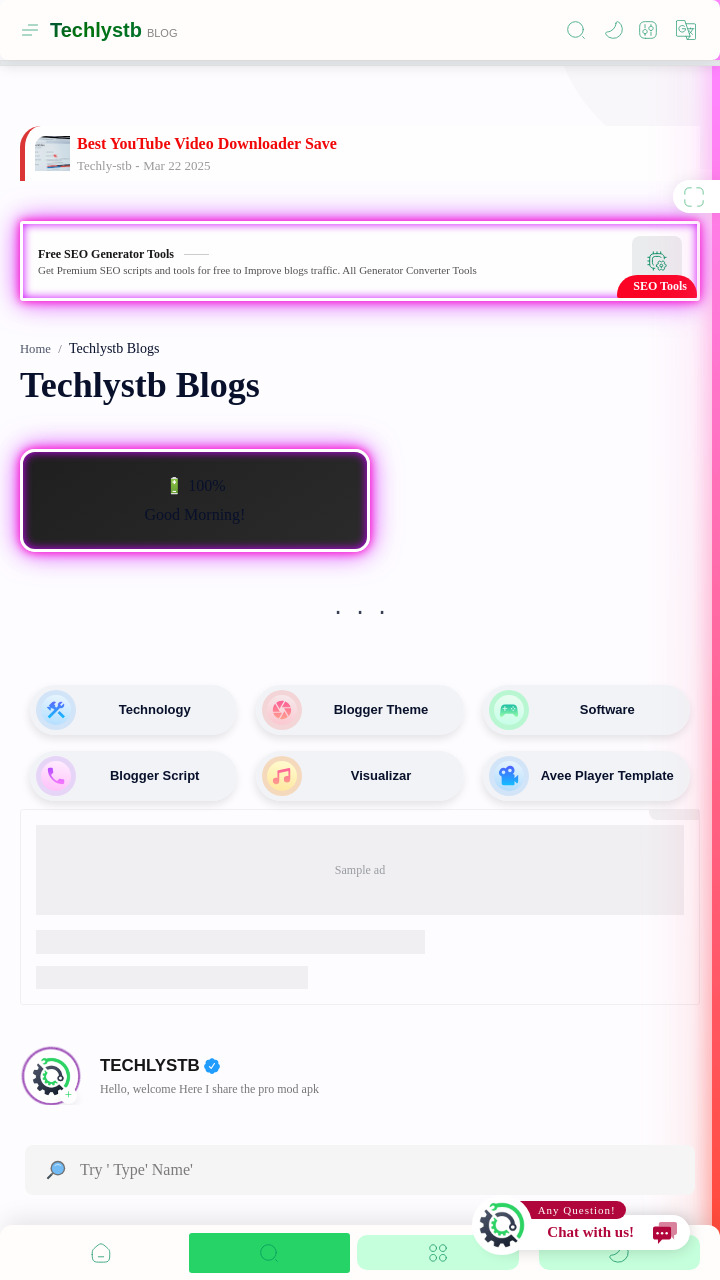 Techlystb BLOG
Best YouTube Video Downloader Save
Techly-stb - Mar 22 2025
Free SEO Generator Tools
Get Premium SEO scripts and tools for free to Improve blogs traffic. All Generator Converter Tools
SEO Tools
Home / Techlystb Blogs
Techlystb Blogs
🔋 100%
Good Morning!
. . .
Technology
Blogger Theme
Software
Blogger Script
Visualizar
Avee Player Template
Sample ad
TECHLYSTB
Hello, welcome Here I share the pro mod apk
Try ' Type' Name'
Any Question!
Chat with us!